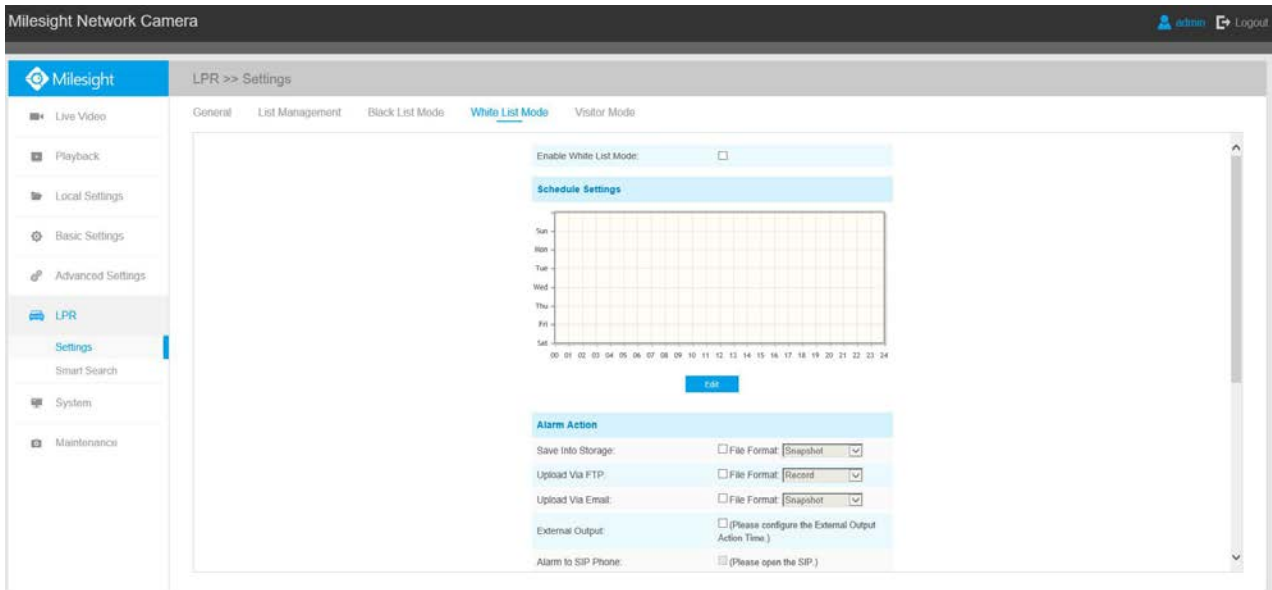 Milesight Network Camera
admin Logout
Milesight
LPR >> Settings
Live Video
Playback
Local Settings
Basic Settings
Advanced Settings
LPR
Settings
Smart Search
System
Maintenance
General List Management Black List Mode White List Mode Visitor Mode
Enable White List Mode:
Schedule Settings
Sun
Mon
Tue
Wed
Thu
Fri
Sat
00 01 02 03 04 05 06 07 08 09 10 11 12 13 14 15 16 17 18 19 20 21 22 23 24
Edit
Alarm Action
Save Into Storage: File Format: Snapshot
Upload Via FTP: File Format: Record
Upload Via Email: File Format: Snapshot
External Output: (Please configure the External Output
Action Time.)
Alarm to SIP Phone: (Please open the SIP.)